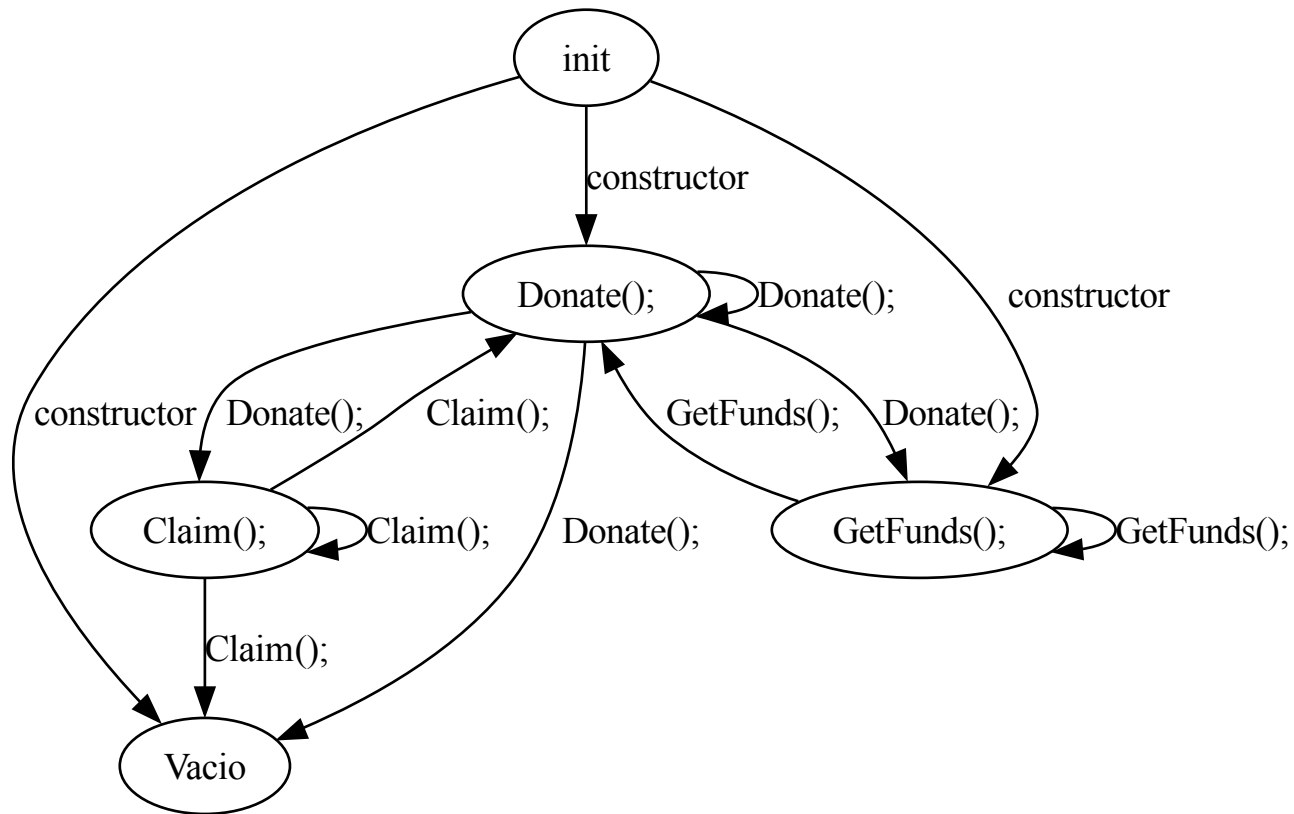 init
constructor
Donate();
Donate();
constructor
constructor
Donate();
Claim();
GetFunds();
Donate();
Claim();
Claim();
Donate();
GetFunds();
GetFunds();
Claim();
Vacio